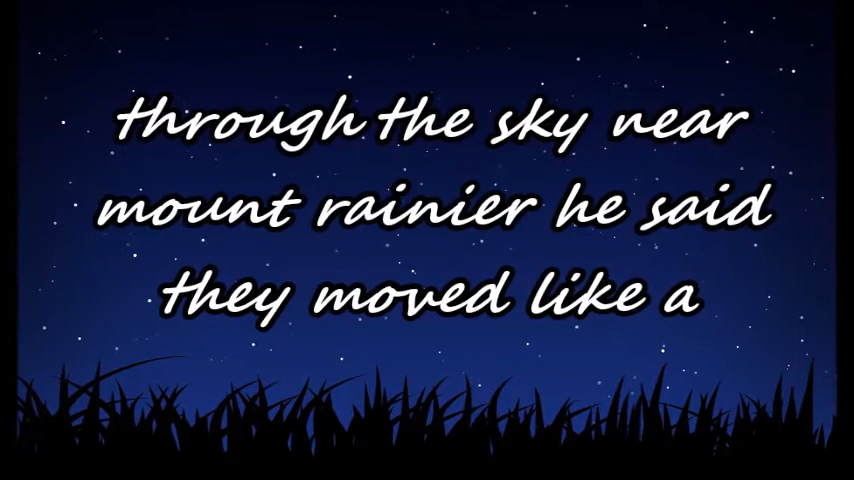 through the sky near
mount rainier he said
they moved like a